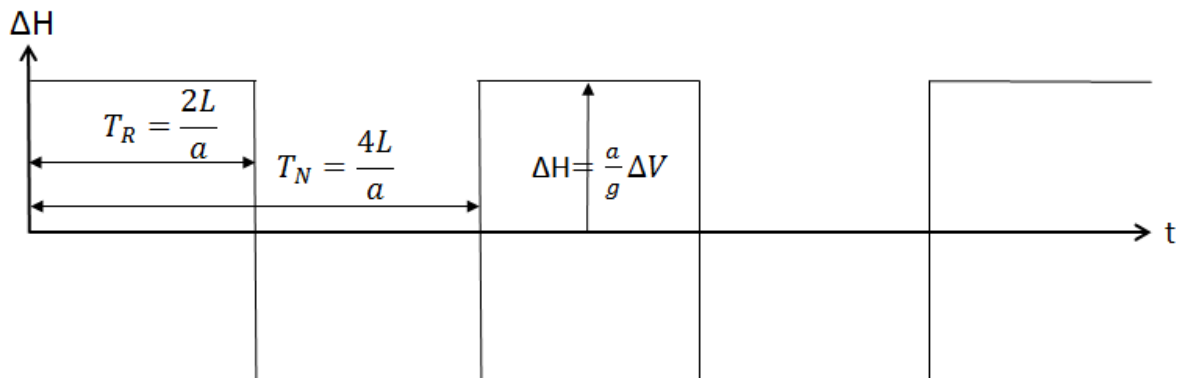 ΔH
T_R = 2L/a
T_N = 4L/a
ΔH= a/g ΔV
t